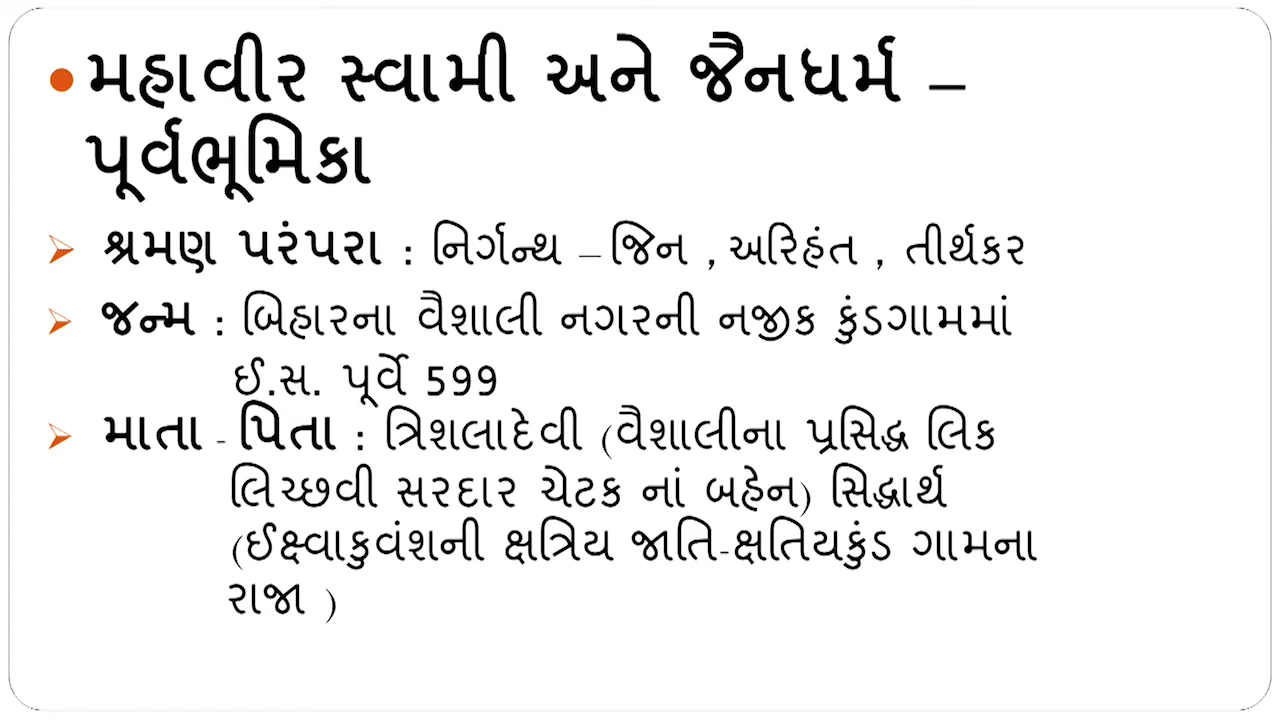 • મહાવીર સ્વામી અને જૈનધર્મ –
પૂર્વભૂમિકા
➢ શ્રમણ પરંપરા : નિર્ગન્થ – જિન , અરિહંત , તીર્થકર
➢ જન્મ : બિહારના વૈશાલી નગરની નજીક કુંડગામમાં
ઈ.સ. પૂર્વે 599
➢ માતા - પિતા : ત્રિશલાદેવી (વૈશાલીના પ્રસિદ્ધ લિક
લિચ્છવી સરદાર ચેટક નાં બહેન) સિદ્ધાર્થ
(ઈક્ષ્વાકુવંશની ક્ષત્રિય જાતિ-ક્ષતિયકુંડ ગામના
રાજા )